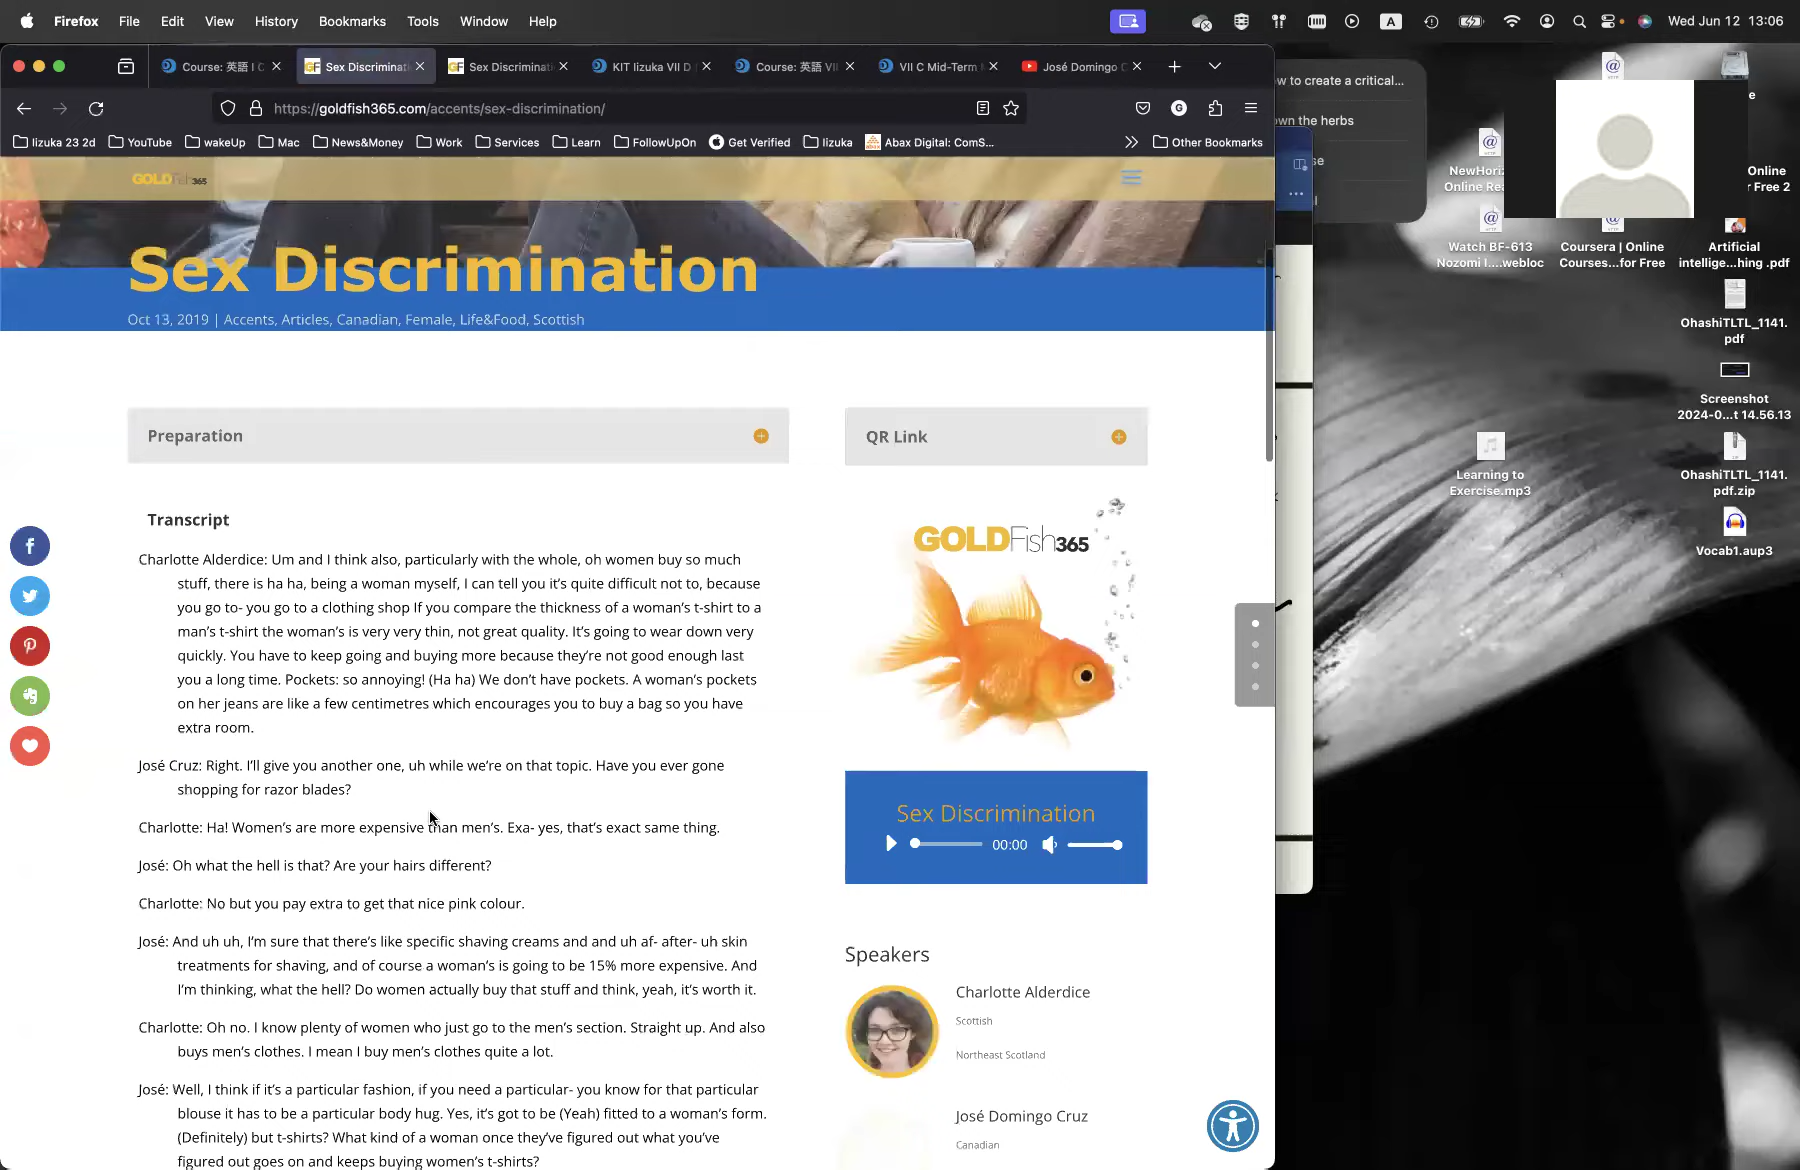 Firefox File Edit View History Bookmarks Tools Window Help
A
Wed Jun 12 13:06
Course: 英語 I C
Sex Discriminat
Sex Discriminat
KIT Iizuka VII D
Course: 英語 VII
VII C Mid-Term
José Domingo C
https://goldfish365.com/accents/sex-discrimination/
G
Iizuka 23 2d YouTube wakeUp Mac News&Money Work Services Learn FollowUpOn Get Verified Iizuka Abax Digital: ComS... Other Bookmarks
GOLDFish365
Sex Discrimination
Oct 13, 2019 | Accents, Articles, Canadian, Female, Life&Food, Scottish
Preparation
QR Link
Transcript
Charlotte Alderdice: Um and I think also, particularly with the whole, oh women buy so much
stuff, there is ha ha, being a woman myself, I can tell you it's quite difficult not to, because
you go to- you go to a clothing shop If you compare the thickness of a woman's t-shirt to a
man's t-shirt the woman's is very very thin, not great quality. It's going to wear down very
quickly. You have to keep going and buying more because they're not good enough last
you a long time. Pockets: so annoying! (Ha ha) We don't have pockets. A woman's pockets
on her jeans are like a few centimetres which encourages you to buy a bag so you have
extra room.
José Cruz: Right. I'll give you another one, uh while we're on that topic. Have you ever gone
shopping for razor blades?
Charlotte: Ha! Women's are more expensive than men's. Exa- yes, that's exact same thing.
José: Oh what the hell is that? Are your hairs different?
Charlotte: No but you pay extra to get that nice pink colour.
José: And uh uh, I'm sure that there's like specific shaving creams and and uh af- after- uh skin
treatments for shaving, and of course a woman's is going to be 15% more expensive. And
I'm thinking, what the hell? Do women actually buy that stuff and think, yeah, it's worth it.
Charlotte: Oh no. I know plenty of women who just go to the men's section. Straight up. And also
buys men's clothes. I mean I buy men's clothes quite a lot.
José: Well, I think if it's a particular fashion, if you need a particular- you know for that particular
blouse it has to be a particular body hug. Yes, it's got to be (Yeah) fitted to a woman's form.
(Definitely) but t-shirts? What kind of a woman once they've figured out what you've
figured out goes on and keeps buying women's t-shirts?
GOLDFish365
Sex Discrimination
00:00
Speakers
Charlotte Alderdice
Scottish
Northeast Scotland
José Domingo Cruz
Canadian
w to create a critical...
own the herbs
se
NewHori
Online Rea
Online
r Free 2
Watch BF-613
Nozomi I....webloc
Coursera | Online
Courses...for Free
Artificial
intellige...hing .pdf
OhashiTLTL_1141.
pdf
Screenshot
2024-0...t 14.56.13
Learning to
Exercise.mp3
OhashiTLTL_1141.
pdf.zip
Vocab1.aup3